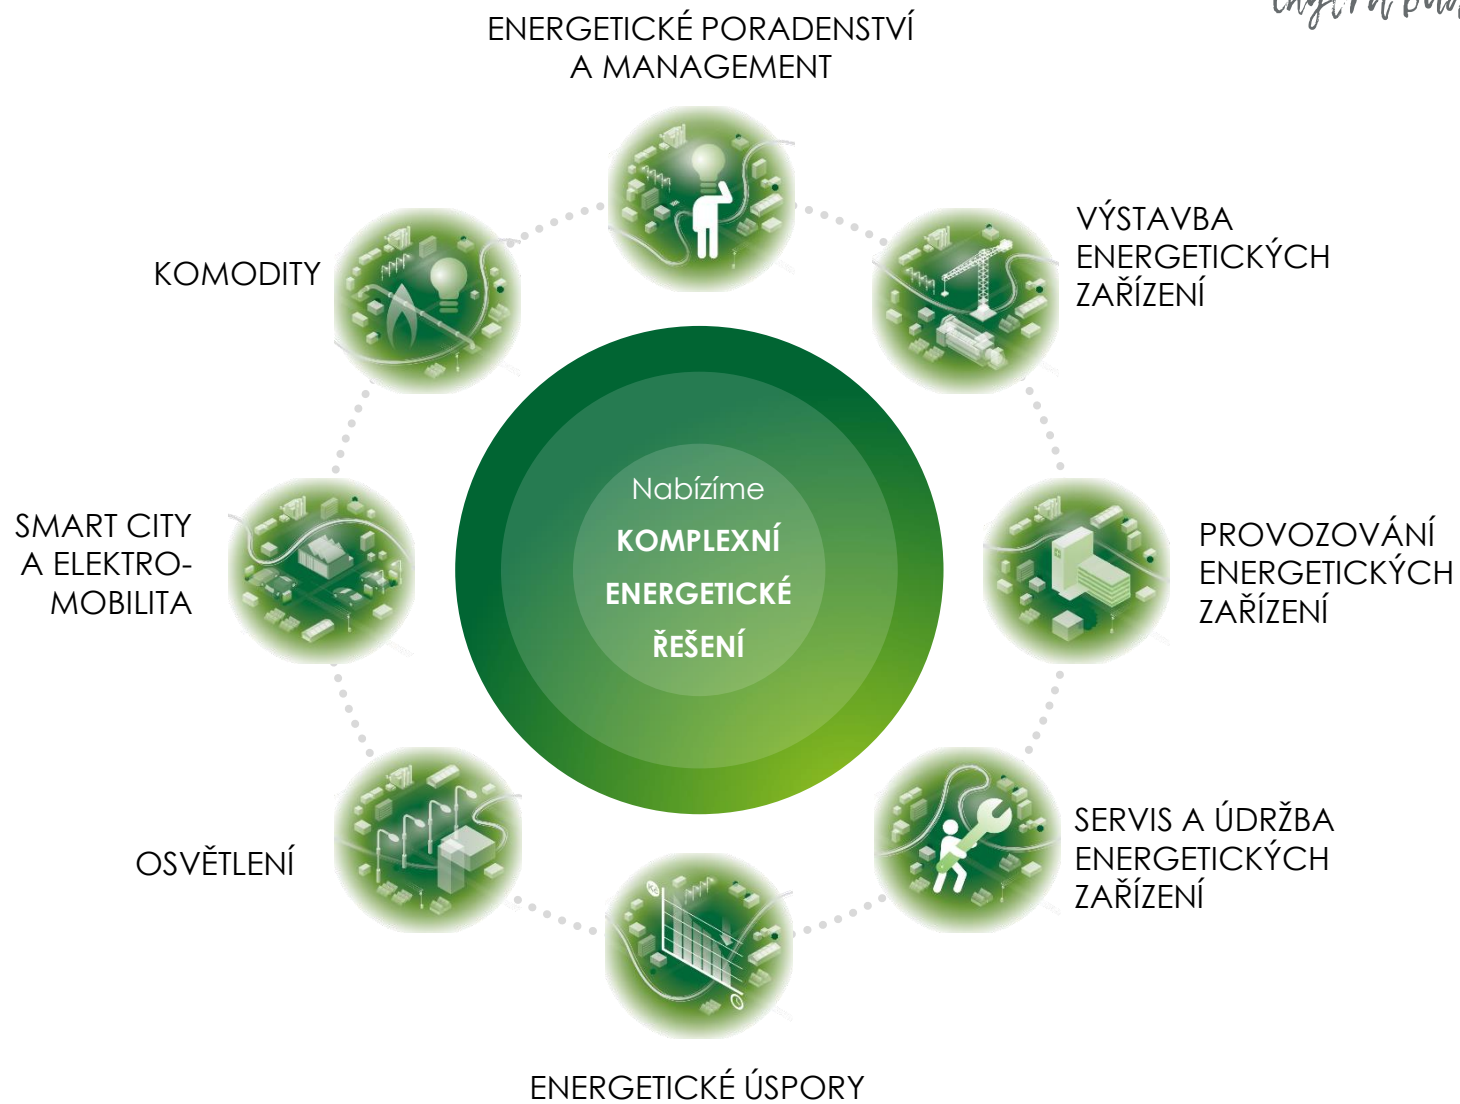 ENERGETICKÉ PORADENSTVÍ
A MANAGEMENT
VÝSTAVBA
ENERGETICKÝCH
ZAŘÍZENÍ
PROVOZOVÁNÍ
ENERGETICKÝCH
ZAŘÍZENÍ
SERVIS A ÚDRŽBA
ENERGETICKÝCH
ZAŘÍZENÍ
ENERGETICKÉ ÚSPORY
OSVĚTLENÍ
SMART CITY
A ELEKTRO-
MOBILITA
KOMODITY
Nabízíme
KOMPLEXNÍ
ENERGETICKÉ
ŘEŠENÍ